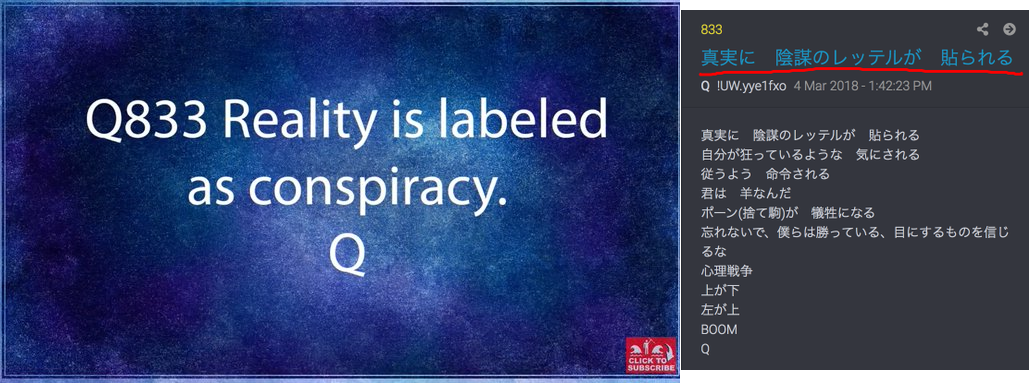 Q833 Reality is labeled
as conspiracy.
Q
CLICK TO
SUBSCRIBE
833
真実に　陰謀のレッテルが　貼られる
Q !UW.yye1fxo 4 Mar 2018 - 1:42:23 PM
真実に　陰謀のレッテルが　貼られる
自分が狂っているような　気にされる
従うよう　命令される
君は　羊なんだ
ポーン(捨て駒)が　犠牲になる
忘れないで、僕らは勝っている、目にするものを信じ
るな
心理戦争
上が下
左が上
BOOM
Q